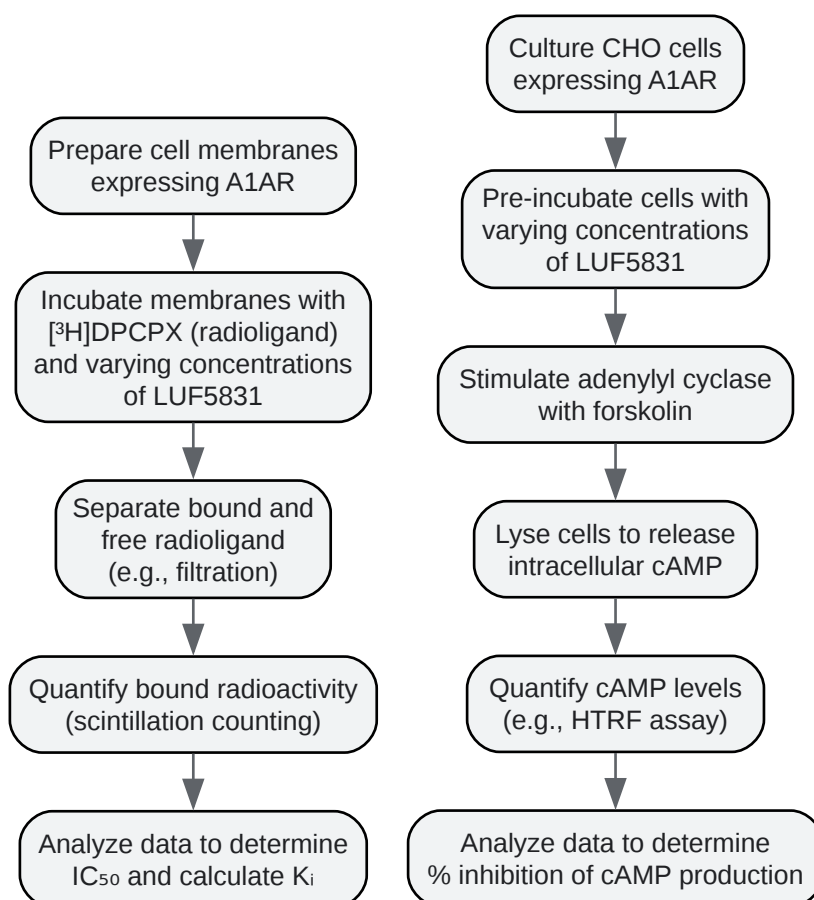 Prepare cell membranes
expressing A1AR
Incubate membranes with
[³H]DPCPX (radioligand)
and varying concentrations
of LUF5831
Separate bound and
free radioligand
(e.g., filtration)
Quantify bound radioactivity
(scintillation counting)
Analyze data to determine
IC₅₀ and calculate Kᵢ
Culture CHO cells
expressing A1AR
Pre-incubate cells with
varying concentrations
of LUF5831
Stimulate adenylyl cyclase
with forskolin
Lyse cells to release
intracellular cAMP
Quantify cAMP levels
(e.g., HTRF assay)
Analyze data to determine
% inhibition of cAMP production